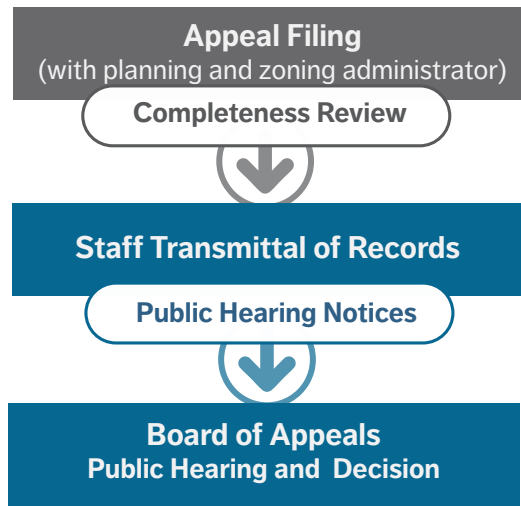 Appeal Filing
(with planning and zoning administrator)
Completeness Review
Staff Transmittal of Records
Public Hearing Notices
Board of Appeals
Public Hearing and Decision